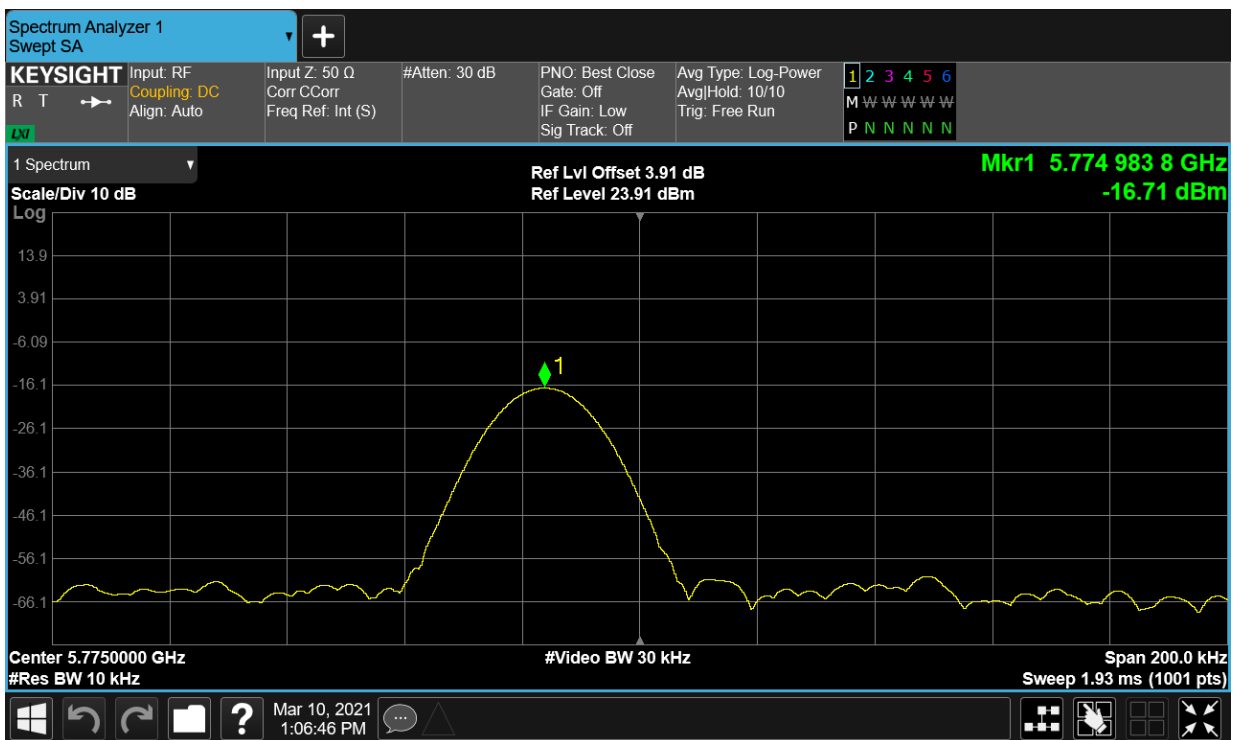 Spectrum Analyzer 1
Swept SA
KEYSIGHT
R T
LXI
Input: RF
Coupling: DC
Align: Auto
Input Z: 50 Ω
Corr CCorr
Freq Ref: Int (S)
#Atten: 30 dB
PNO: Best Close
Gate: Off
IF Gain: Low
Sig Track: Off
Avg Type: Log-Power
Avg|Hold: 10/10
Trig: Free Run
1 2 3 4 5 6
M W W W W W
P N N N N N
1 Spectrum
Scale/Div 10 dB
Ref Lvl Offset 3.91 dB
Ref Level 23.91 dBm
Mkr1 5.774 983 8 GHz
-16.71 dBm
Log
13.9
3.91
-6.09
1
-16.1
-26.1
-36.1
-46.1
-56.1
-66.1
Center 5.7750000 GHz
#Video BW 30 kHz
Span 200.0 kHz
#Res BW 10 kHz
Sweep 1.93 ms (1001 pts)
?
Mar 10, 2021
1:06:46 PM